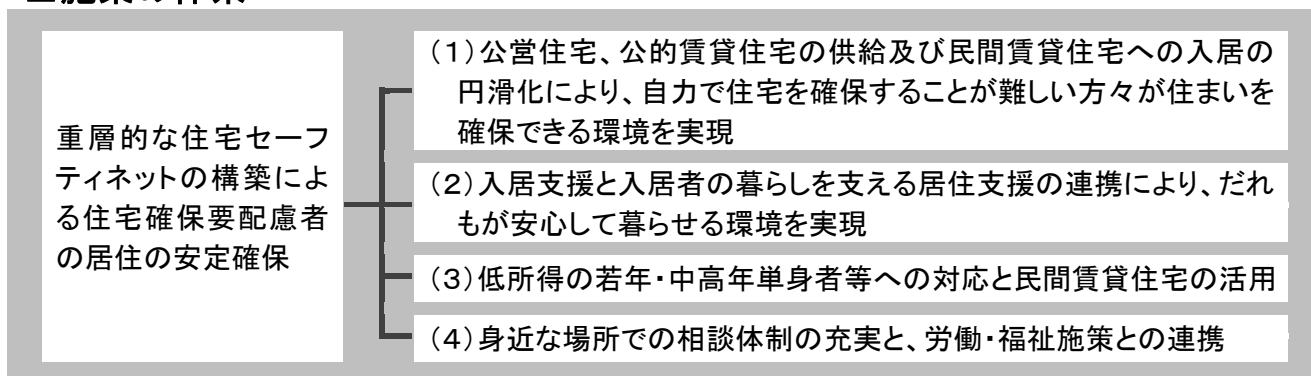 重層的な住宅セーフ
ティネットの構築によ
る住宅確保要配慮者
の居住の安定確保
(1)公営住宅、公的賃貸住宅の供給及び民間賃貸住宅への入居の
円滑化により、自力で住宅を確保することが難しい方々が住まいを
確保できる環境を実現
(2)入居支援と入居者の暮らしを支える居住支援の連携により、だれ
もが安心して暮らせる環境を実現
(3)低所得の若年・中高年単身者等への対応と民間賃貸住宅の活用
(4)身近な場所での相談体制の充実と、労働・福祉施策との連携